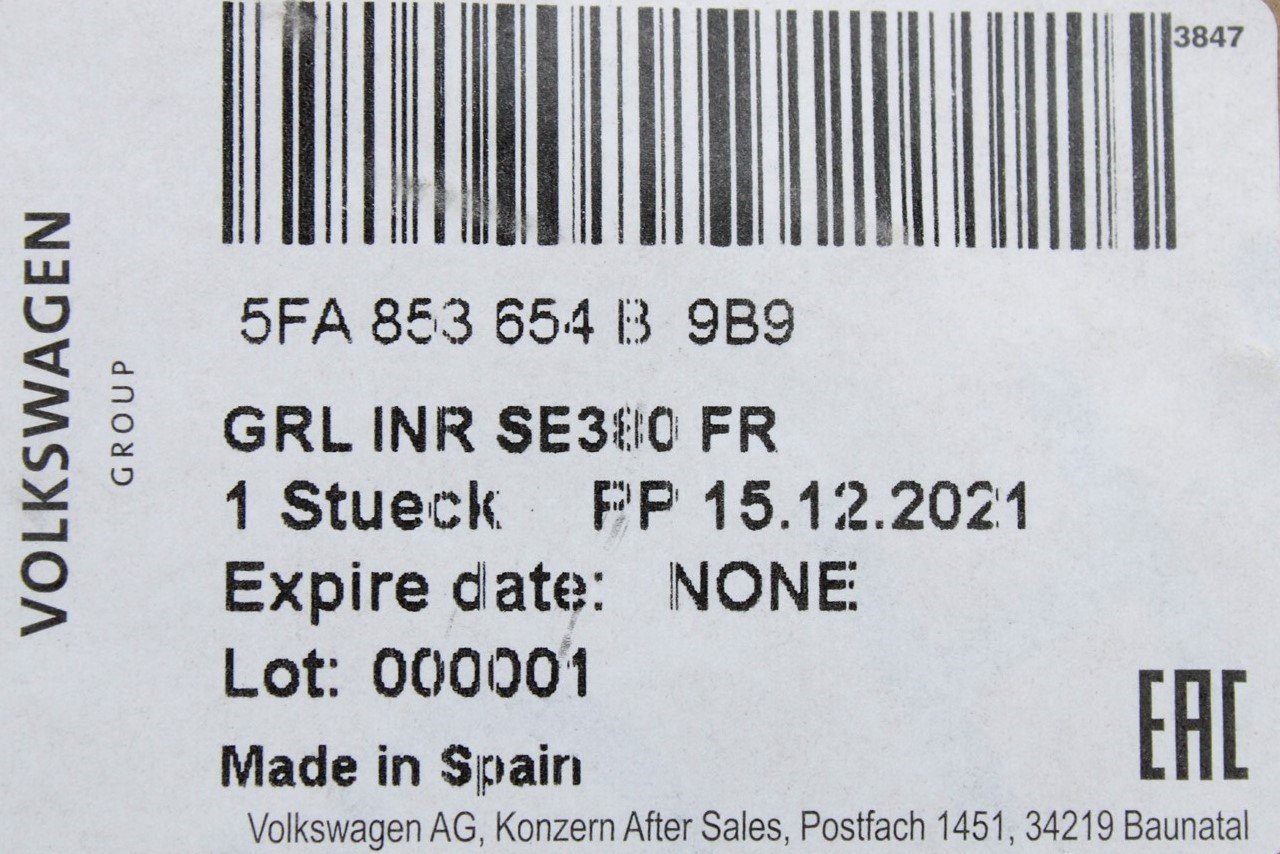 3847
VOLKSWAGEN
GROUP
5FA 853 654 B 9B9
GRL INR SE380 FR
1 Stueck PP 15.12.2021
Expire date: NONE
Lot: 000001
Made in Spain
EAC
Volkswagen AG, Konzern After Sales, Postfach 1451, 34219 Baunatal